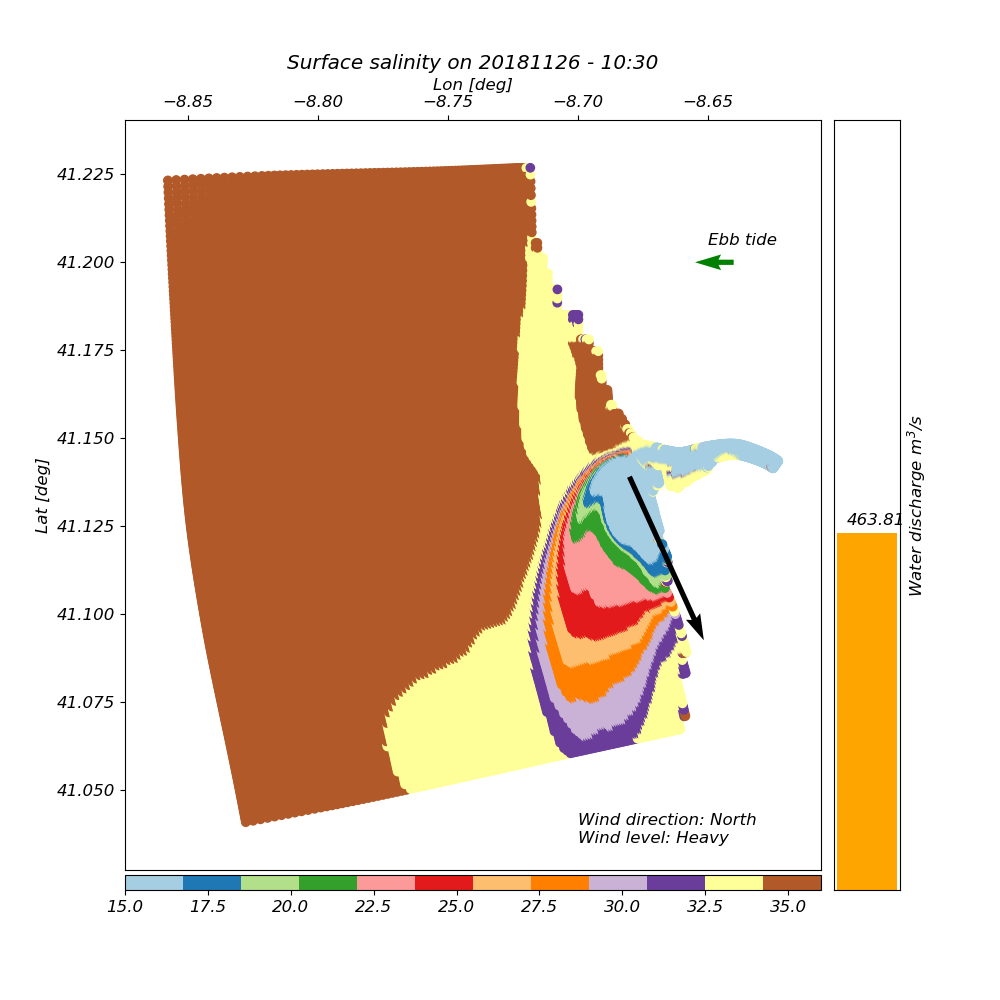 Surface salinity on 20181126 - 10:30
Lon [deg]
−8.85 −8.80 −8.75 −8.70 −8.65
41.225
41.200
41.175
41.150
41.125
41.100
41.075
41.050
Lat [deg]
Ebb tide
Wind direction: North
Wind level: Heavy
463.81
Water discharge m³/s
15.0 17.5 20.0 22.5 25.0 27.5 30.0 32.5 35.0